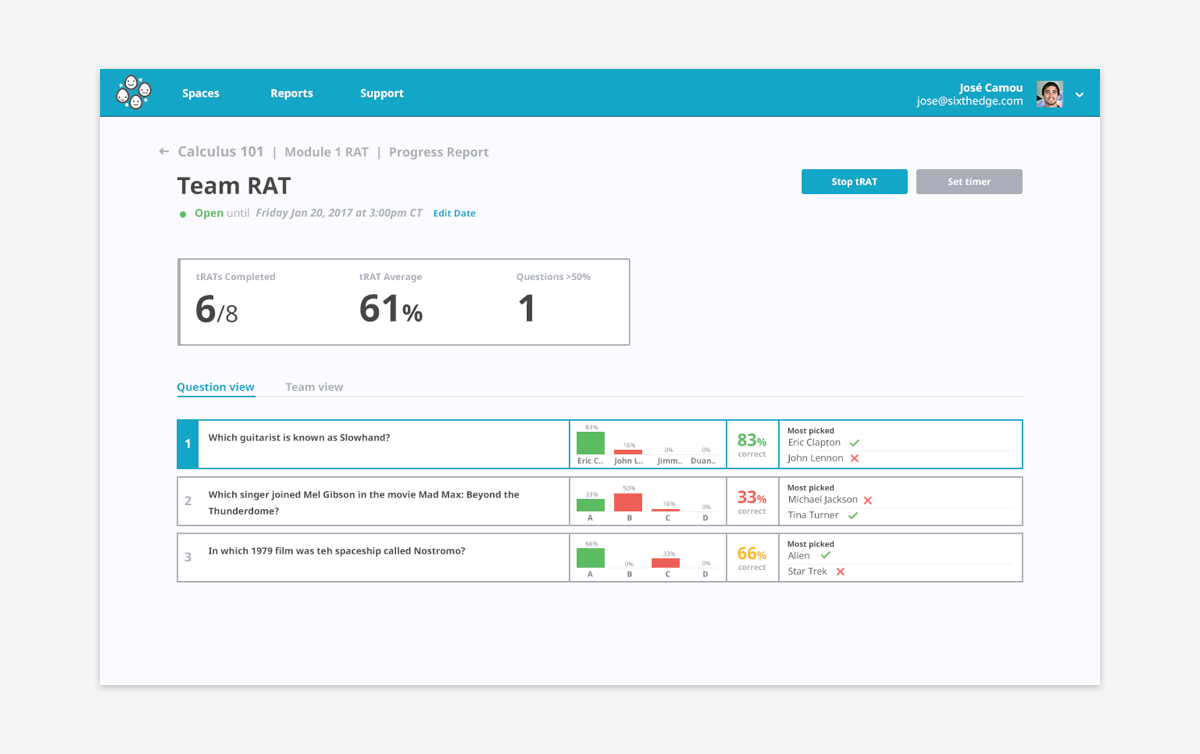 Spaces Reports Support
José Camou
jose@sixthedge.com
← Calculus 101 | Module 1 RAT | Progress Report
Team RAT
Stop tRAT Set timer
Open until Friday Jan 20, 2017 at 3:00pm CT Edit Date
tRATs Completed tRAT Average Questions >50%
6/8 61% 1
Question view Team view
1 Which guitarist is known as Slowhand?
83% 16% 0% 0%
Eric C.. John L.. Jimm.. Duan..
83%
correct
Most picked
Eric Clapton
John Lennon
2 Which singer joined Mel Gibson in the movie Mad Max: Beyond the
Thunderdome?
33% 50% 16% 0%
A B C D
33%
correct
Most picked
Michael Jackson
Tina Turner
3 In which 1979 film was teh spaceship called Nostromo?
66% 0% 33% 0%
A B C D
66%
correct
Most picked
Alien
Star Trek